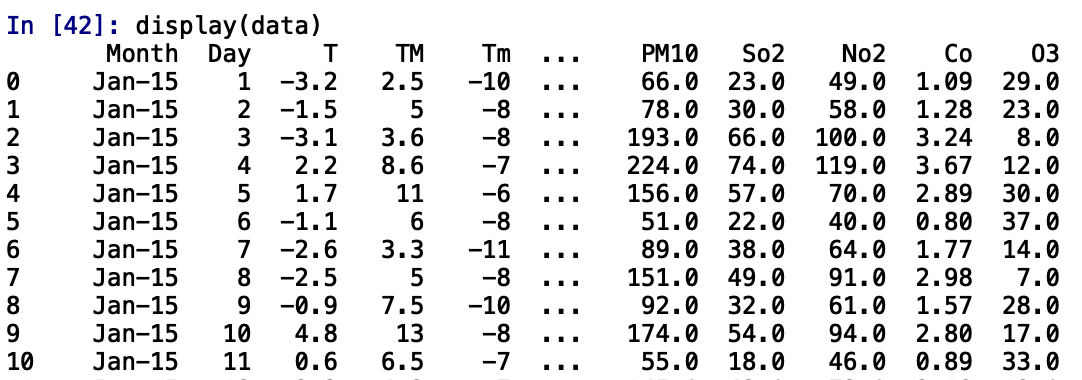 In [42]: display(data)
Month Day T TM Tm ... PM10 So2 No2 Co O3
0 Jan-15 1 -3.2 2.5 -10 ... 66.0 23.0 49.0 1.09 29.0
1 Jan-15 2 -1.5 5 -8 ... 78.0 30.0 58.0 1.28 23.0
2 Jan-15 3 -3.1 3.6 -8 ... 193.0 66.0 100.0 3.24 8.0
3 Jan-15 4 2.2 8.6 -7 ... 224.0 74.0 119.0 3.67 12.0
4 Jan-15 5 1.7 11 -6 ... 156.0 57.0 70.0 2.89 30.0
5 Jan-15 6 -1.1 6 -8 ... 51.0 22.0 40.0 0.80 37.0
6 Jan-15 7 -2.6 3.3 -11 ... 89.0 38.0 64.0 1.77 14.0
7 Jan-15 8 -2.5 5 -8 ... 151.0 49.0 91.0 2.98 7.0
8 Jan-15 9 -0.9 7.5 -10 ... 92.0 32.0 61.0 1.57 28.0
9 Jan-15 10 4.8 13 -8 ... 174.0 54.0 94.0 2.80 17.0
10 Jan-15 11 0.6 6.5 -7 ... 55.0 18.0 46.0 0.89 33.0